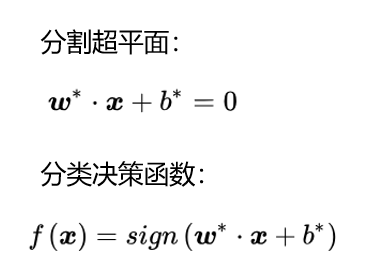 分割超平面：
w* · x + b* = 0
分类决策函数：
f (x) = sign (w* · x + b*)